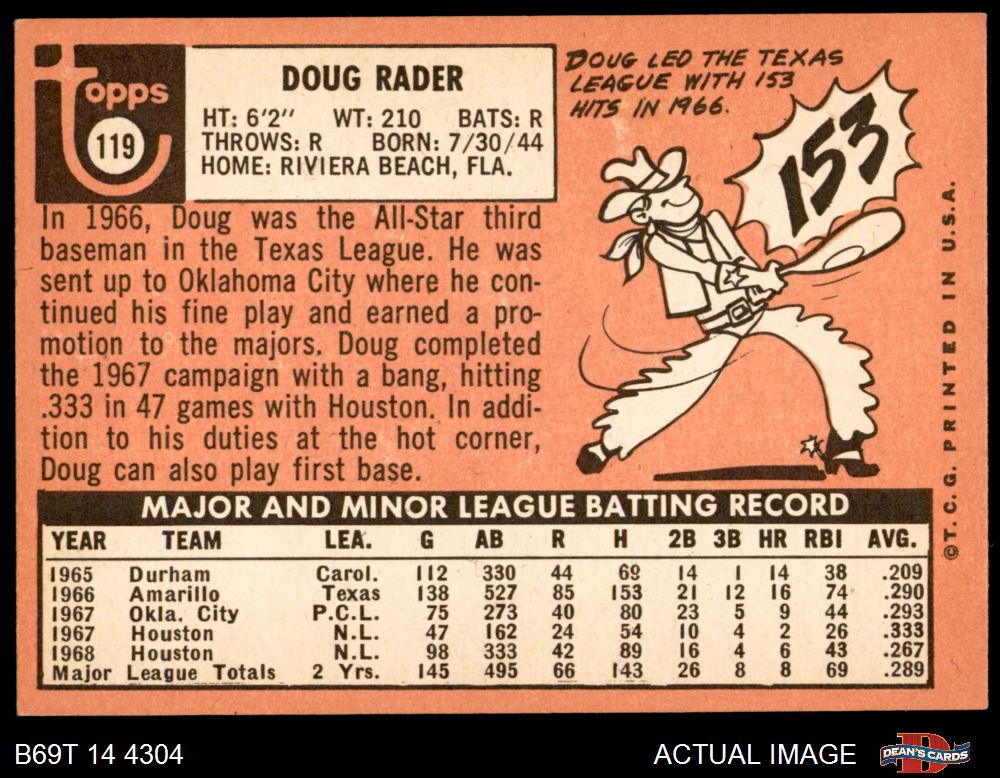 topps
119
DOUG RADER
HT: 6'2" WT: 210 BATS: R
THROWS: R BORN: 7/30/44
HOME: RIVIERA BEACH, FLA.
DOUG LED THE TEXAS
LEAGUE WITH 153
HITS IN 1966.
153
In 1966, Doug was the All-Star third
baseman in the Texas League. He was
sent up to Oklahoma City where he con-
tinued his fine play and earned a pro-
motion to the majors. Doug completed
the 1967 campaign with a bang, hitting
.333 in 47 games with Houston. In addi-
tion to his duties at the hot corner,
Doug can also play first base.
©T.C.G. PRINTED IN U.S.A.
MAJOR AND MINOR LEAGUE BATTING RECORD
YEAR TEAM LEA. G AB R H 2B 3B HR RBI AVG.
1965 Durham Carol. 112 330 44 69 14 1 14 38 .209
1966 Amarillo Texas 138 527 85 153 21 12 16 74 .290
1967 Okla. City P.C.L. 75 273 40 80 23 5 9 44 .293
1967 Houston N.L. 47 162 24 54 10 4 2 26 .333
1968 Houston N.L. 98 333 42 89 16 4 6 43 .267
Major League Totals 2 Yrs. 145 495 66 143 26 8 8 69 .289
B69T 14 4304
ACTUAL IMAGE
DEAN'S CARDS